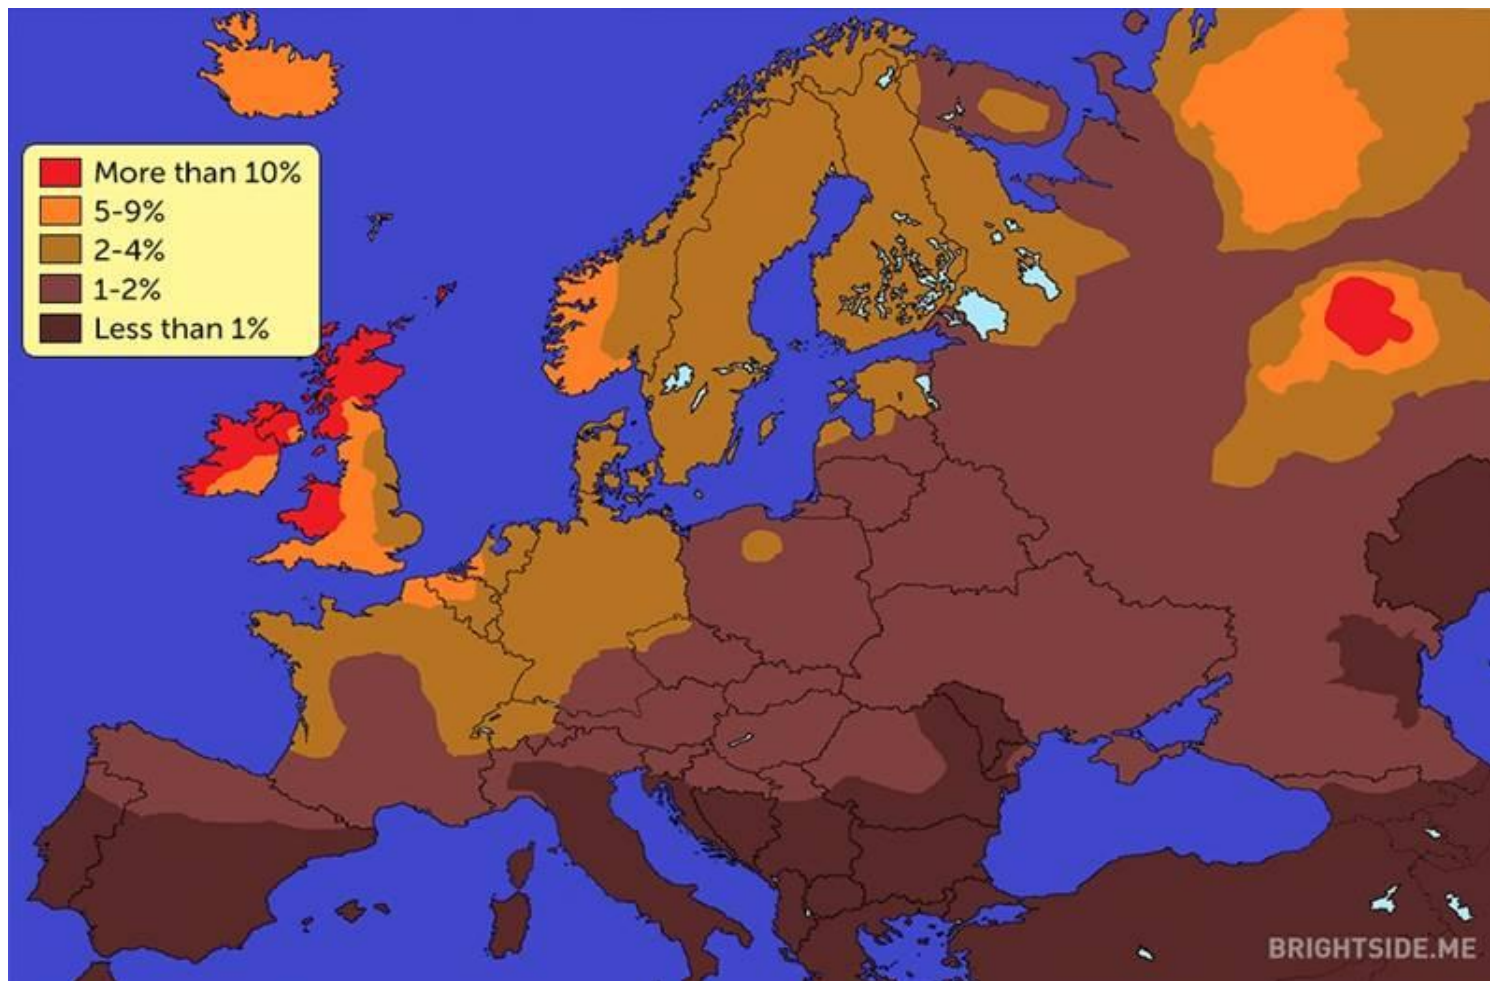 More than 10%
5-9%
2-4%
1-2%
Less than 1%
BRIGHTSIDE.ME